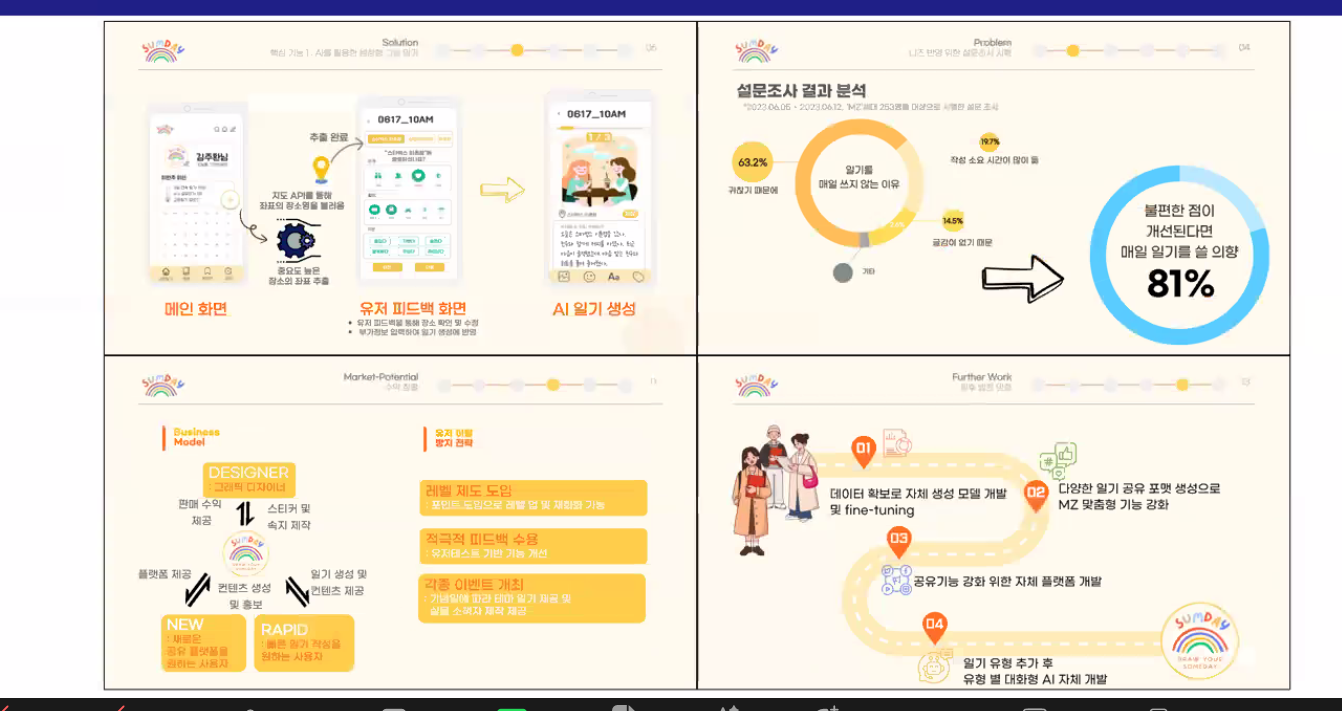 SUMDAY
Solution
핵심 기능 1. AI를 활용한
06
김주환님
추출 완료
지도 API를 통해
좌표의 장소명을 불러옴
중요도 높은
장소의 좌표 추출
0617_10AM
0617_10AM
1 / 3
Aa
메인 화면
유저 피드백 화면
• 유저 피드백을 통해 장소 확인 및 수정
• 부가정보 입력하여 일기 생성에 반영
AI 일기 생성
SUMDAY
Problem
니즈 반영 위한 설문조사 시행
04
설문조사 결과 분석
*2023.06.05 - 2023.06.12, 'MZ'세대 253명을 대상으로 시행한 설문 조사
63.2%
귀찮기 때문에
일기를
매일 쓰지 않는 이유
19.7%
작성 소요 시간이 많이 듦
14.5%
글감이 없기 때문
기타
불편한 점이
개선된다면
매일 일기를 쓸 의향
81%
SUMDAY
Market-Potential
수익 창출
11
Business
Model
DESIGNER
: 그래픽 디자이너
판매 수익
제공
스티커 및
속지 제작
SUMDAY
플랫폼 제공
컨텐츠 생성
및 홍보
일기 생성 및
컨텐츠 제공
NEW
: 새로운
공유 플랫폼을
원하는 사용자
RAPID
: 빠른 일기 작성을
원하는 사용자
유저 이탈
방지 전략
레벨 제도 도입
: 포인트 도입으로 레벨 업 및 재화화 가능
적극적 피드백 수용
: 유저테스트 기반 기능 개선
각종 이벤트 개최
: 기념일에 따라 테마 일기 제공 및
실물 소책자 제작 제공
SUMDAY
Further Work
향후 발전
13
01
데이터 확보로 자체 생성 모델 개발
및 fine-tuning
02
다양한 일기 공유 포맷 생성으로
MZ 맞춤형 기능 강화
03
공유기능 강화 위한 자체 플랫폼 개발
04
일기 유형 추가 후
유형 별 대화형 AI 자체 개발
SUMDAY
DRAW YOUR
SOMEDAY